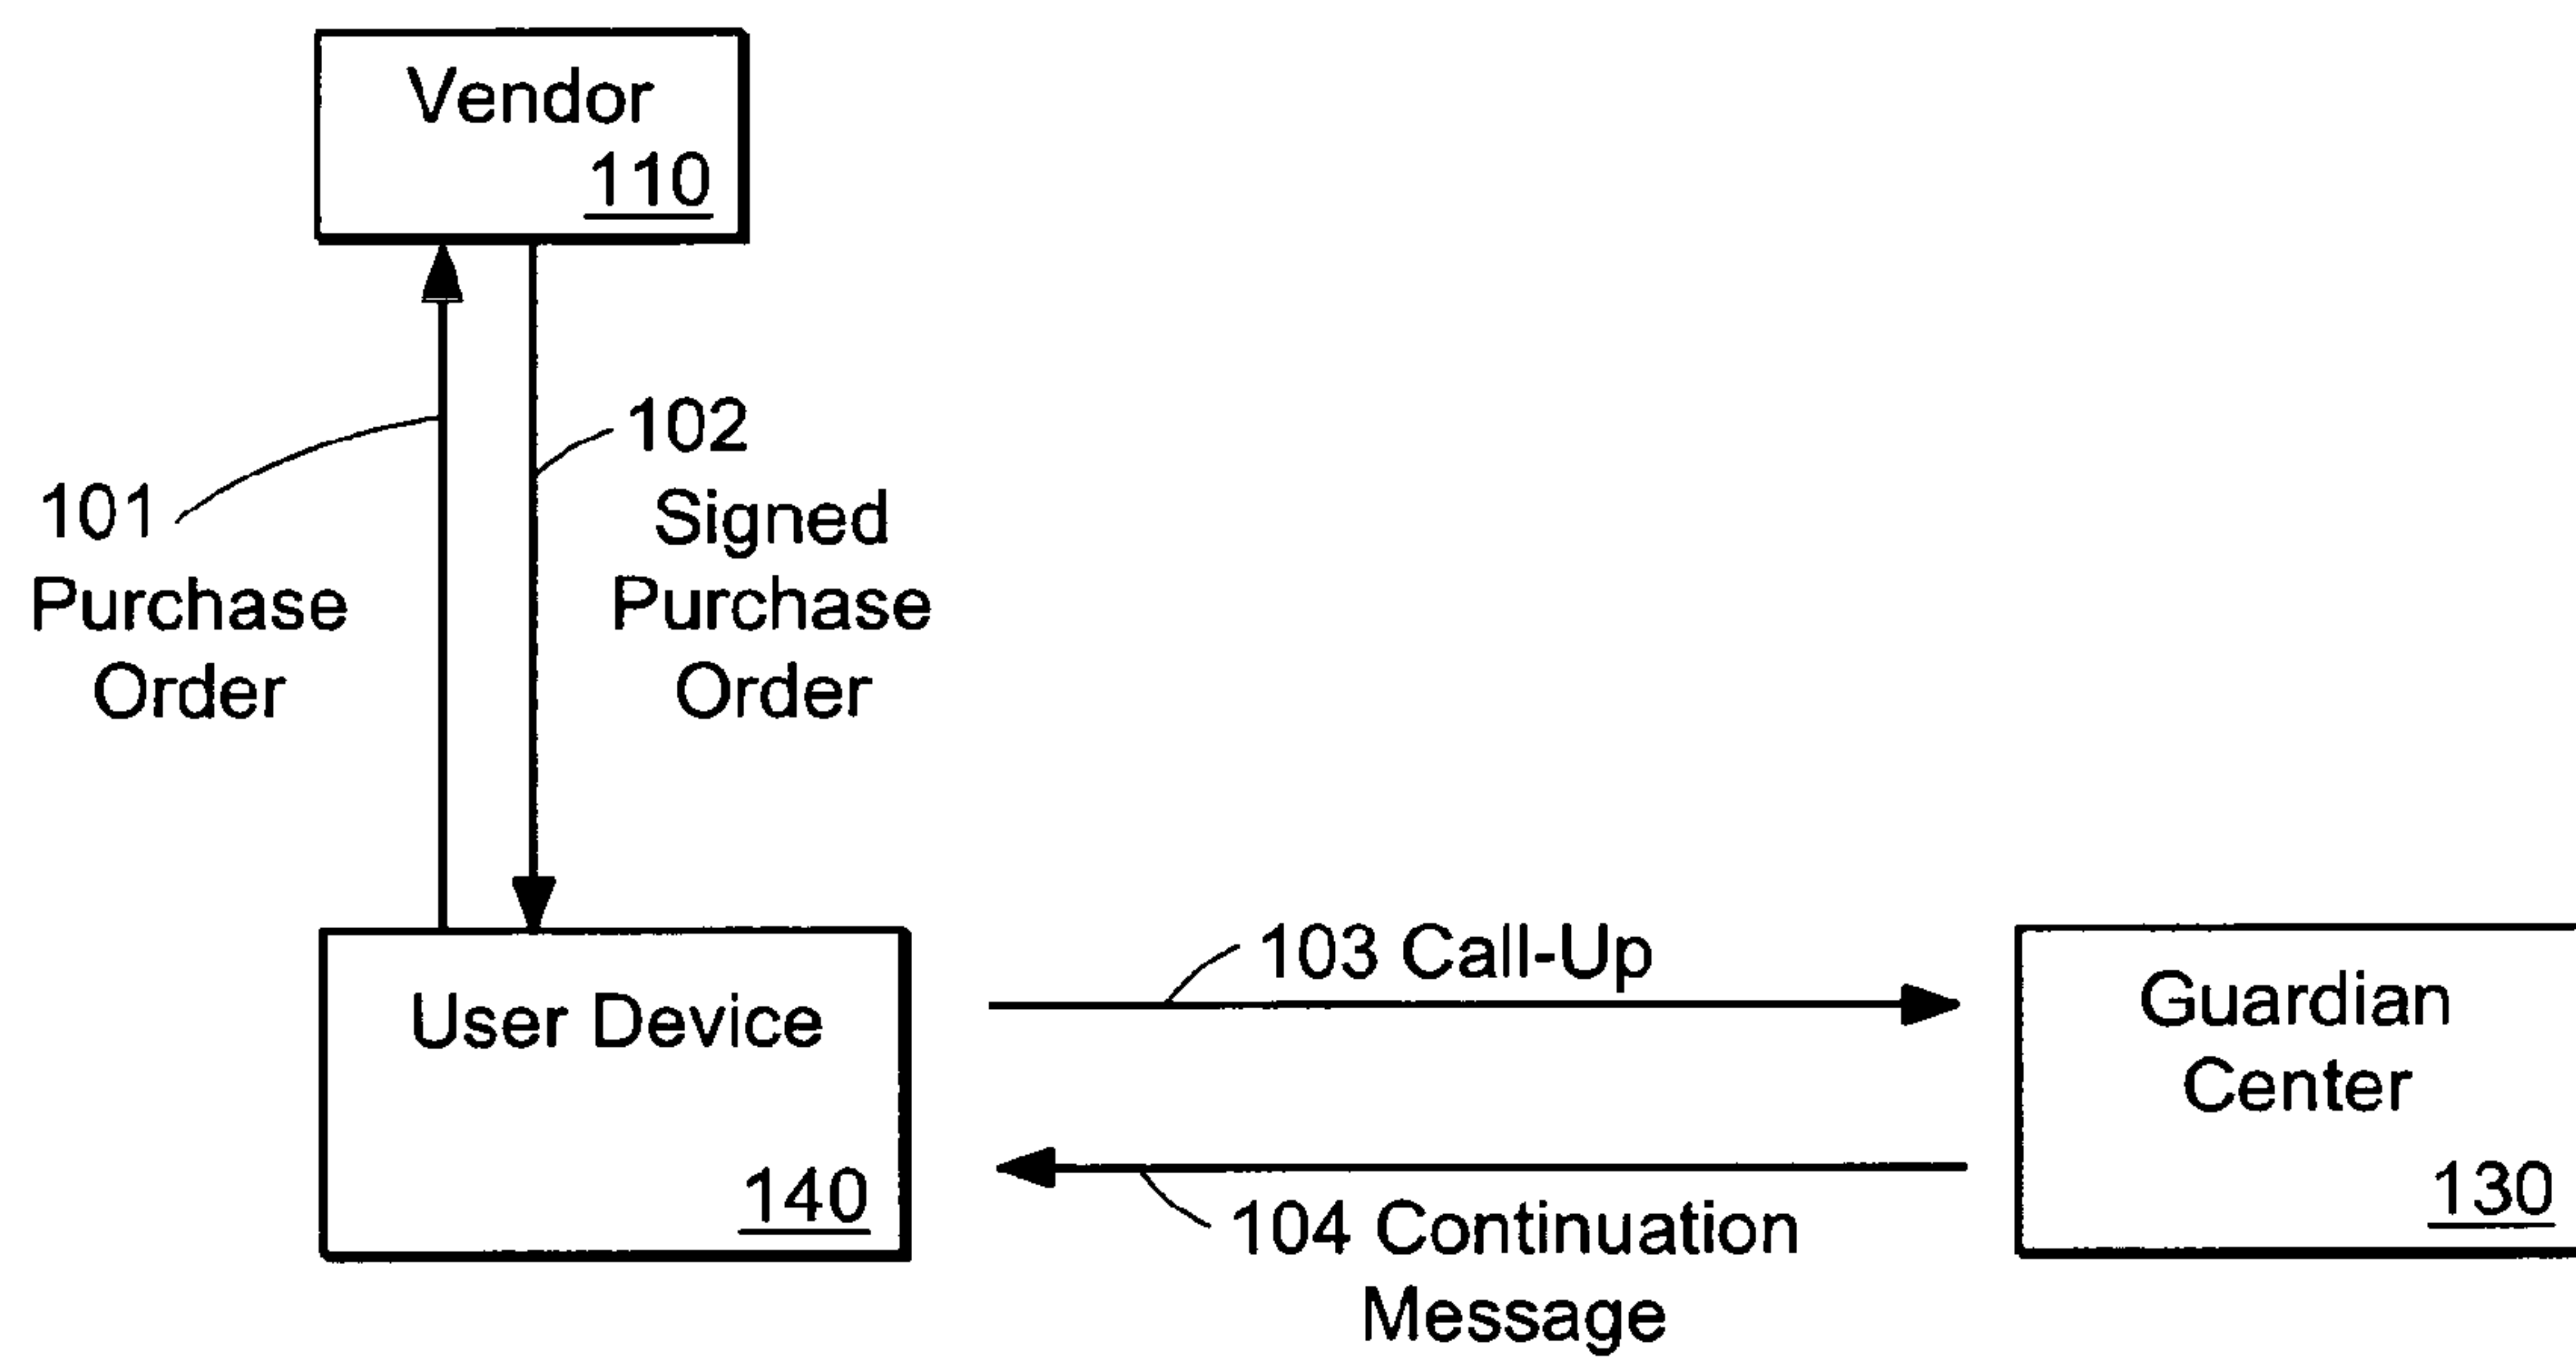 Vendor
110
101
Purchase
Order
102
Signed
Purchase
Order
User Device
140
103 Call-Up
104 Continuation
Message
Guardian
Center
130